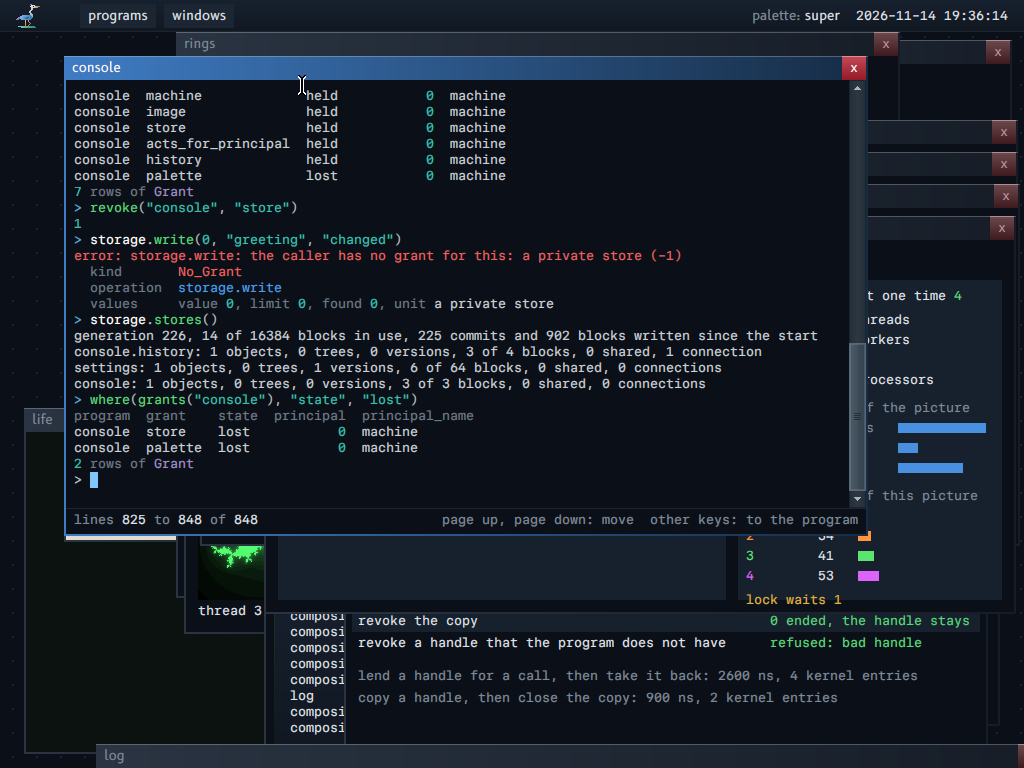 programs windows palette: super 2026-11-14 19:36:14
rings x
x
console x
console machine held 0 machine
console image held 0 machine
console store held 0 machine
console acts_for_principal held 0 machine
console history held 0 machine
console palette lost 0 machine
7 rows of Grant
> revoke("console", "store")
1
> storage.write(0, "greeting", "changed")
error: storage.write: the caller has no grant for this: a private store (-1)
kind No_Grant
operation storage.write
values value 0, limit 0, found 0, unit a private store
> storage.stores()
generation 226, 14 of 16384 blocks in use, 225 commits and 902 blocks written since the start
console.history: 1 objects, 0 trees, 0 versions, 3 of 4 blocks, 0 shared, 1 connection
settings: 1 objects, 0 trees, 1 versions, 6 of 64 blocks, 0 shared, 0 connections
console: 1 objects, 0 trees, 0 versions, 3 of 3 blocks, 0 shared, 0 connections
> where(grants("console"), "state", "lost")
program grant state principal principal_name
console store lost 0 machine
console palette lost 0 machine
2 rows of Grant
>
lines 825 to 848 of 848 page up, page down: move other keys: to the program
x
x
x
x
t one time 4
reads
rkers
rocessors
f the picture
s
f this picture
3 41
4 53
lock waits 1
life
thread 3
composi
composi
composi
composi
composi
log
composi
composi
revoke the copy 0 ended, the handle stays
revoke a handle that the program does not have refused: bad handle
lend a handle for a call, then take it back: 2600 ns, 4 kernel entries
copy a handle, then close the copy: 900 ns, 2 kernel entries
log